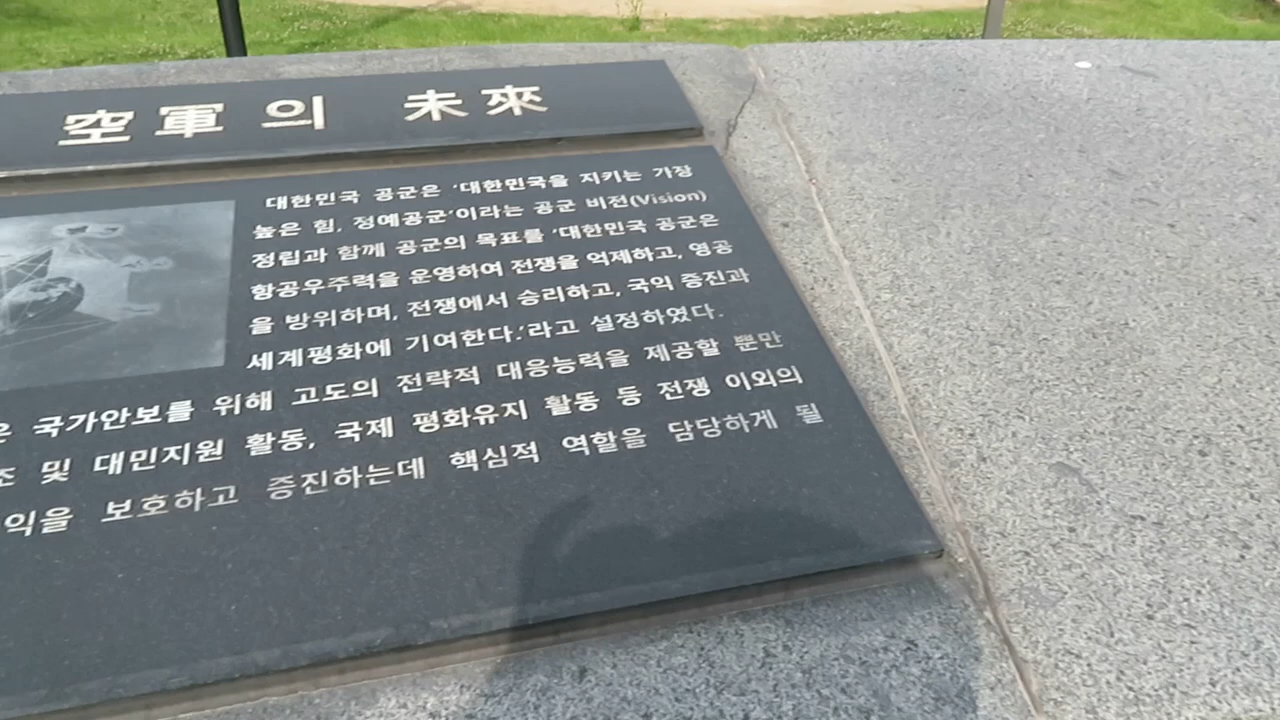 空軍의 未來
대한민국 공군은 '대한민국을 지키는 가장
높은 힘, 정예공군'이라는 공군 비전(Vision)
정립과 함께 공군의 목표를 '대한민국 공군은
항공우주력을 운영하여 전쟁을 억제하고, 영공
을 방위하며, 전쟁에서 승리하고, 국익 증진과
세계평화에 기여한다.'라고 설정하였다.
은 국가안보를 위해 고도의 전략적 대응능력을 제공할 뿐만
조 및 대민지원 활동, 국제 평화유지 활동 등 전쟁 이외의
익을 보호하고 증진하는데 핵심적 역할을 담당하게 될